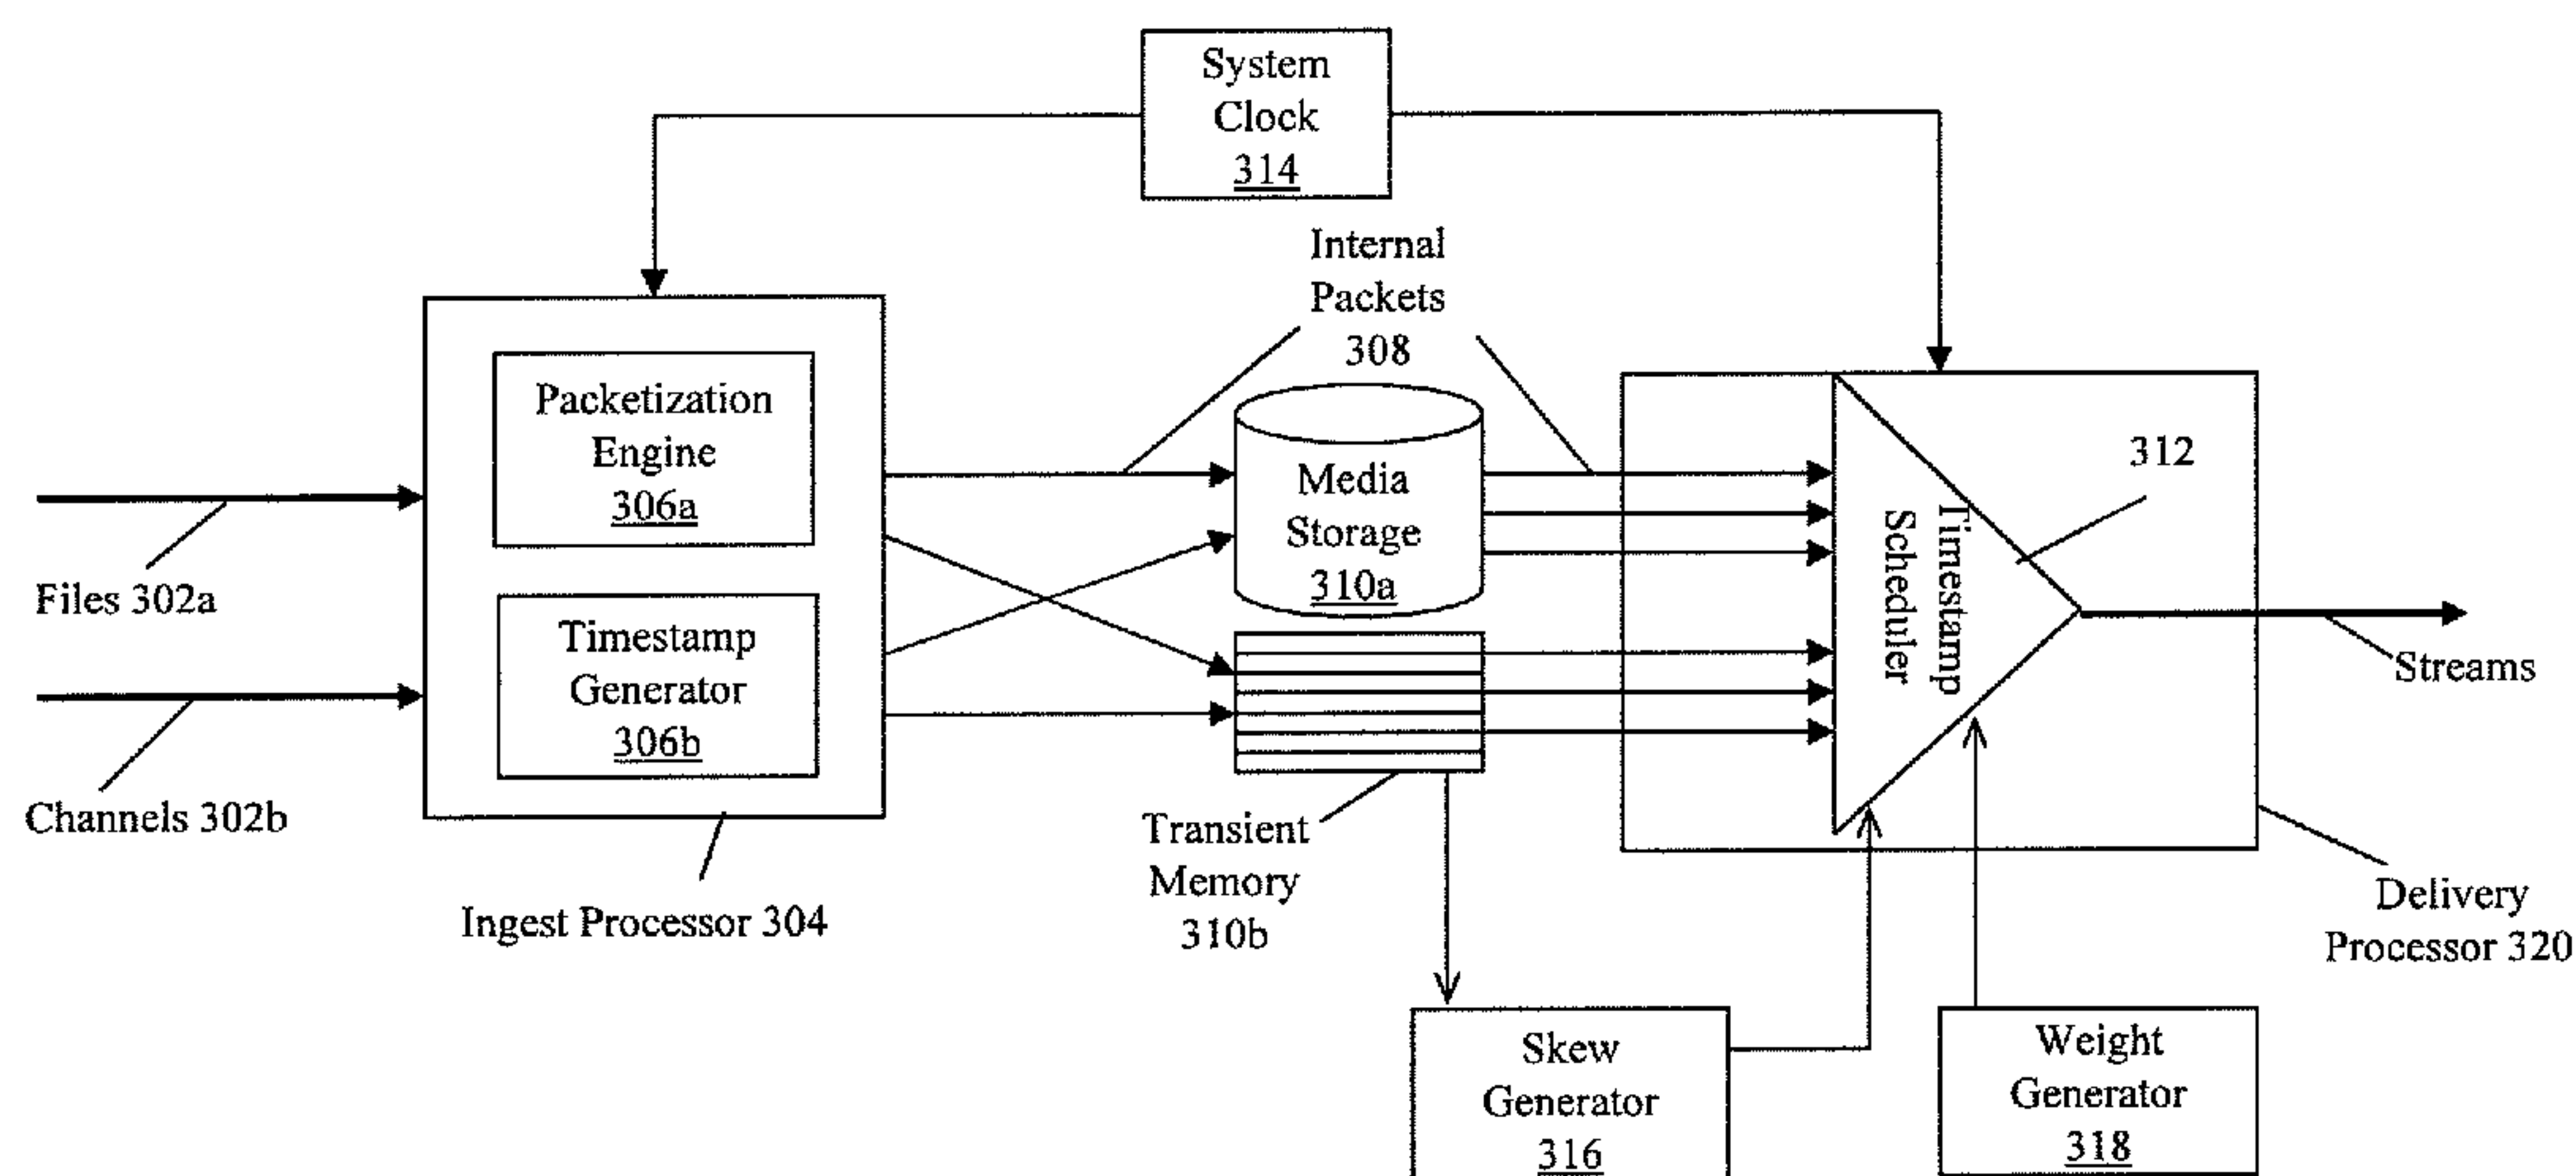 System
Clock
314
Internal
Packets
308
Packetization
Engine
306a
Timestamp
Generator
306b
Files 302a
Channels 302b
Ingest Processor 304
Media
Storage
310a
Transient
Memory
310b
Timestamp
Scheduler
312
Streams
Delivery
Processor 320
Skew
Generator
316
Weight
Generator
318